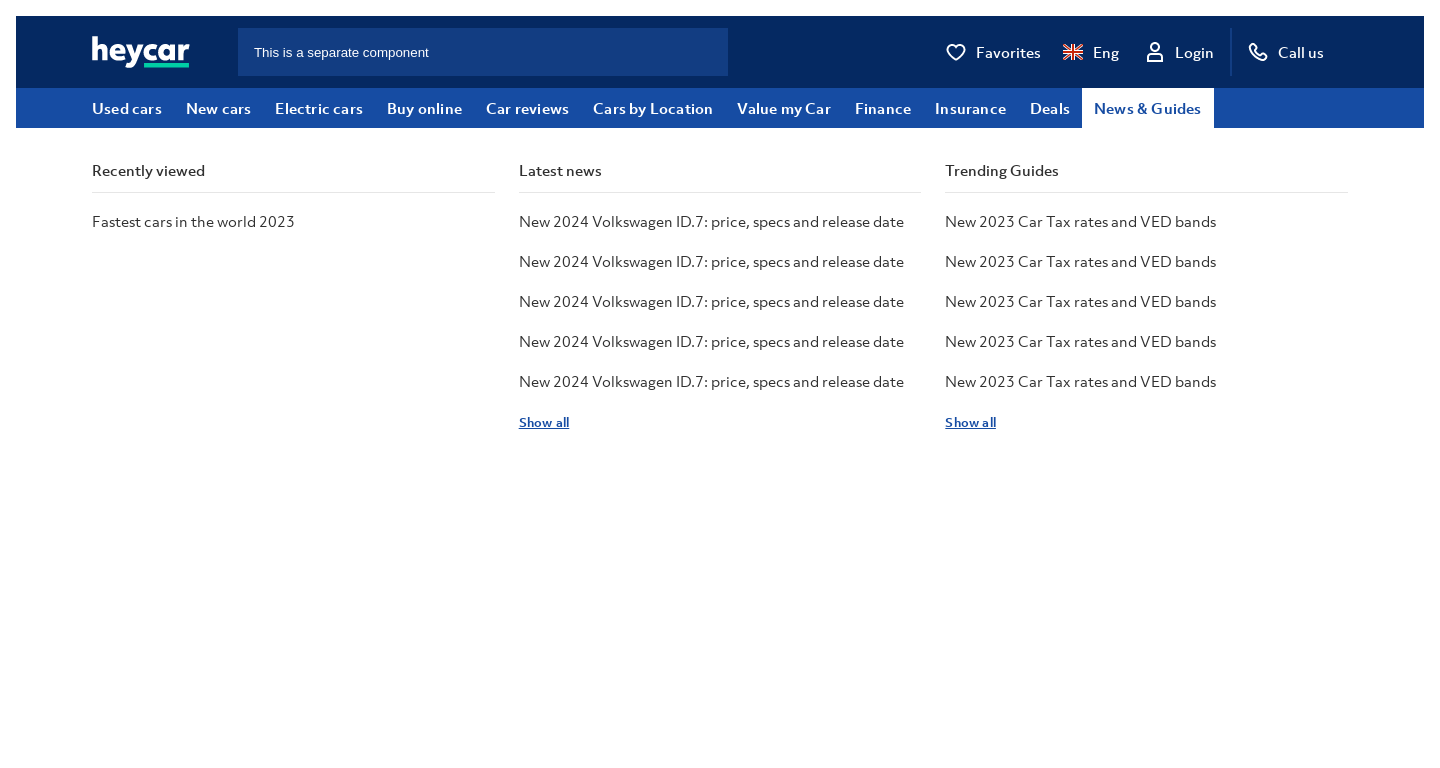 heycar
This is a separate component
Favorites
Eng
Login
Call us
Used cars
New cars
Electric cars
Buy online
Car reviews
Cars by Location
Value my Car
Finance
Insurance
Deals
News & Guides
Recently viewed
Fastest cars in the world 2023
Latest news
New 2024 Volkswagen ID.7: price, specs and release date
New 2024 Volkswagen ID.7: price, specs and release date
New 2024 Volkswagen ID.7: price, specs and release date
New 2024 Volkswagen ID.7: price, specs and release date
New 2024 Volkswagen ID.7: price, specs and release date
Show all
Trending Guides
New 2023 Car Tax rates and VED bands
New 2023 Car Tax rates and VED bands
New 2023 Car Tax rates and VED bands
New 2023 Car Tax rates and VED bands
New 2023 Car Tax rates and VED bands
Show all